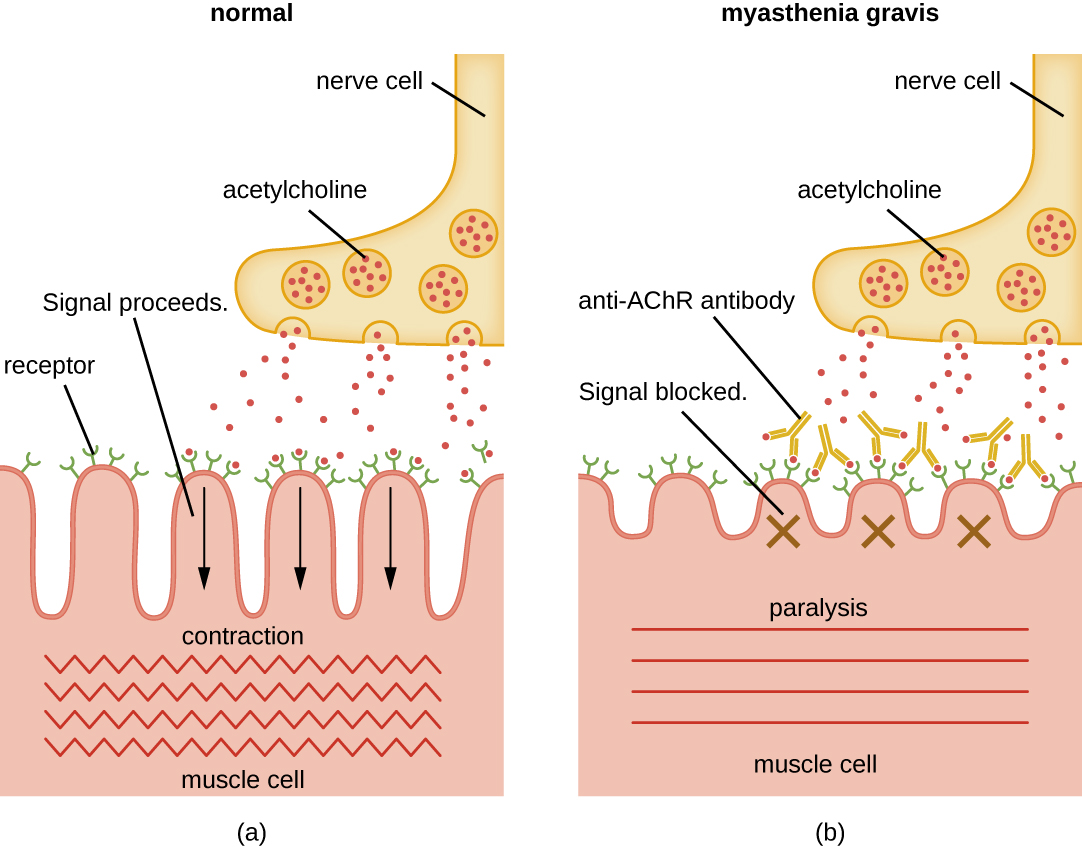 normal
nerve cell
acetylcholine
Signal proceeds.
receptor
contraction
muscle cell
(a)
myasthenia gravis
nerve cell
acetylcholine
anti-AChR antibody
Signal blocked.
paralysis
muscle cell
(b)